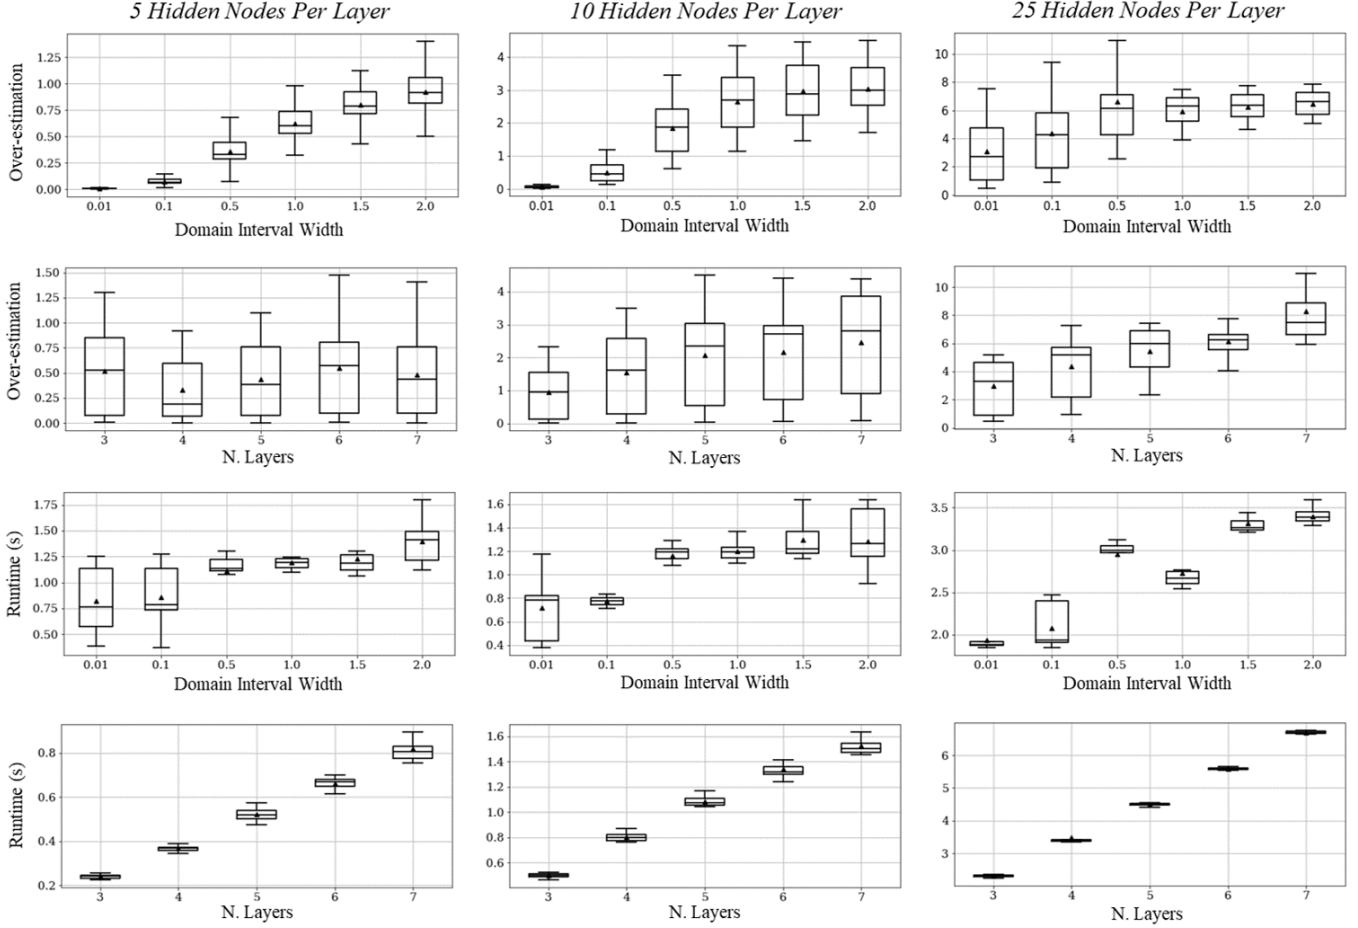 5 Hidden Nodes Per Layer
10 Hidden Nodes Per Layer
25 Hidden Nodes Per Layer
Over-estimation
1.25
1.00
0.75
0.50
0.25
0.00
0.01 0.1 0.5 1.0 1.5 2.0
Domain Interval Width
4
3
2
1
0
0.01 0.1 0.5 1.0 1.5 2.0
Domain Interval Width
10
8
6
4
2
0
0.01 0.1 0.5 1.0 1.5 2.0
Domain Interval Width
Over-estimation
1.50
1.25
1.00
0.75
0.50
0.25
0.00
3 4 5 6 7
N. Layers
4
3
2
1
0
3 4 5 6 7
N. Layers
10
8
6
4
2
0
3 4 5 6 7
N. Layers
Runtime (s)
1.75
1.50
1.25
1.00
0.75
0.50
0.01 0.1 0.5 1.0 1.5 2.0
Domain Interval Width
1.6
1.4
1.2
1.0
0.8
0.6
0.4
0.01 0.1 0.5 1.0 1.5 2.0
Domain Interval Width
3.5
3.0
2.5
2.0
0.01 0.1 0.5 1.0 1.5 2.0
Domain Interval Width
Runtime (s)
0.8
0.6
0.4
0.2
3 4 5 6 7
N. Layers
1.6
1.4
1.2
1.0
0.8
0.6
3 4 5 6 7
N. Layers
6
5
4
3
3 4 5 6 7
N. Layers